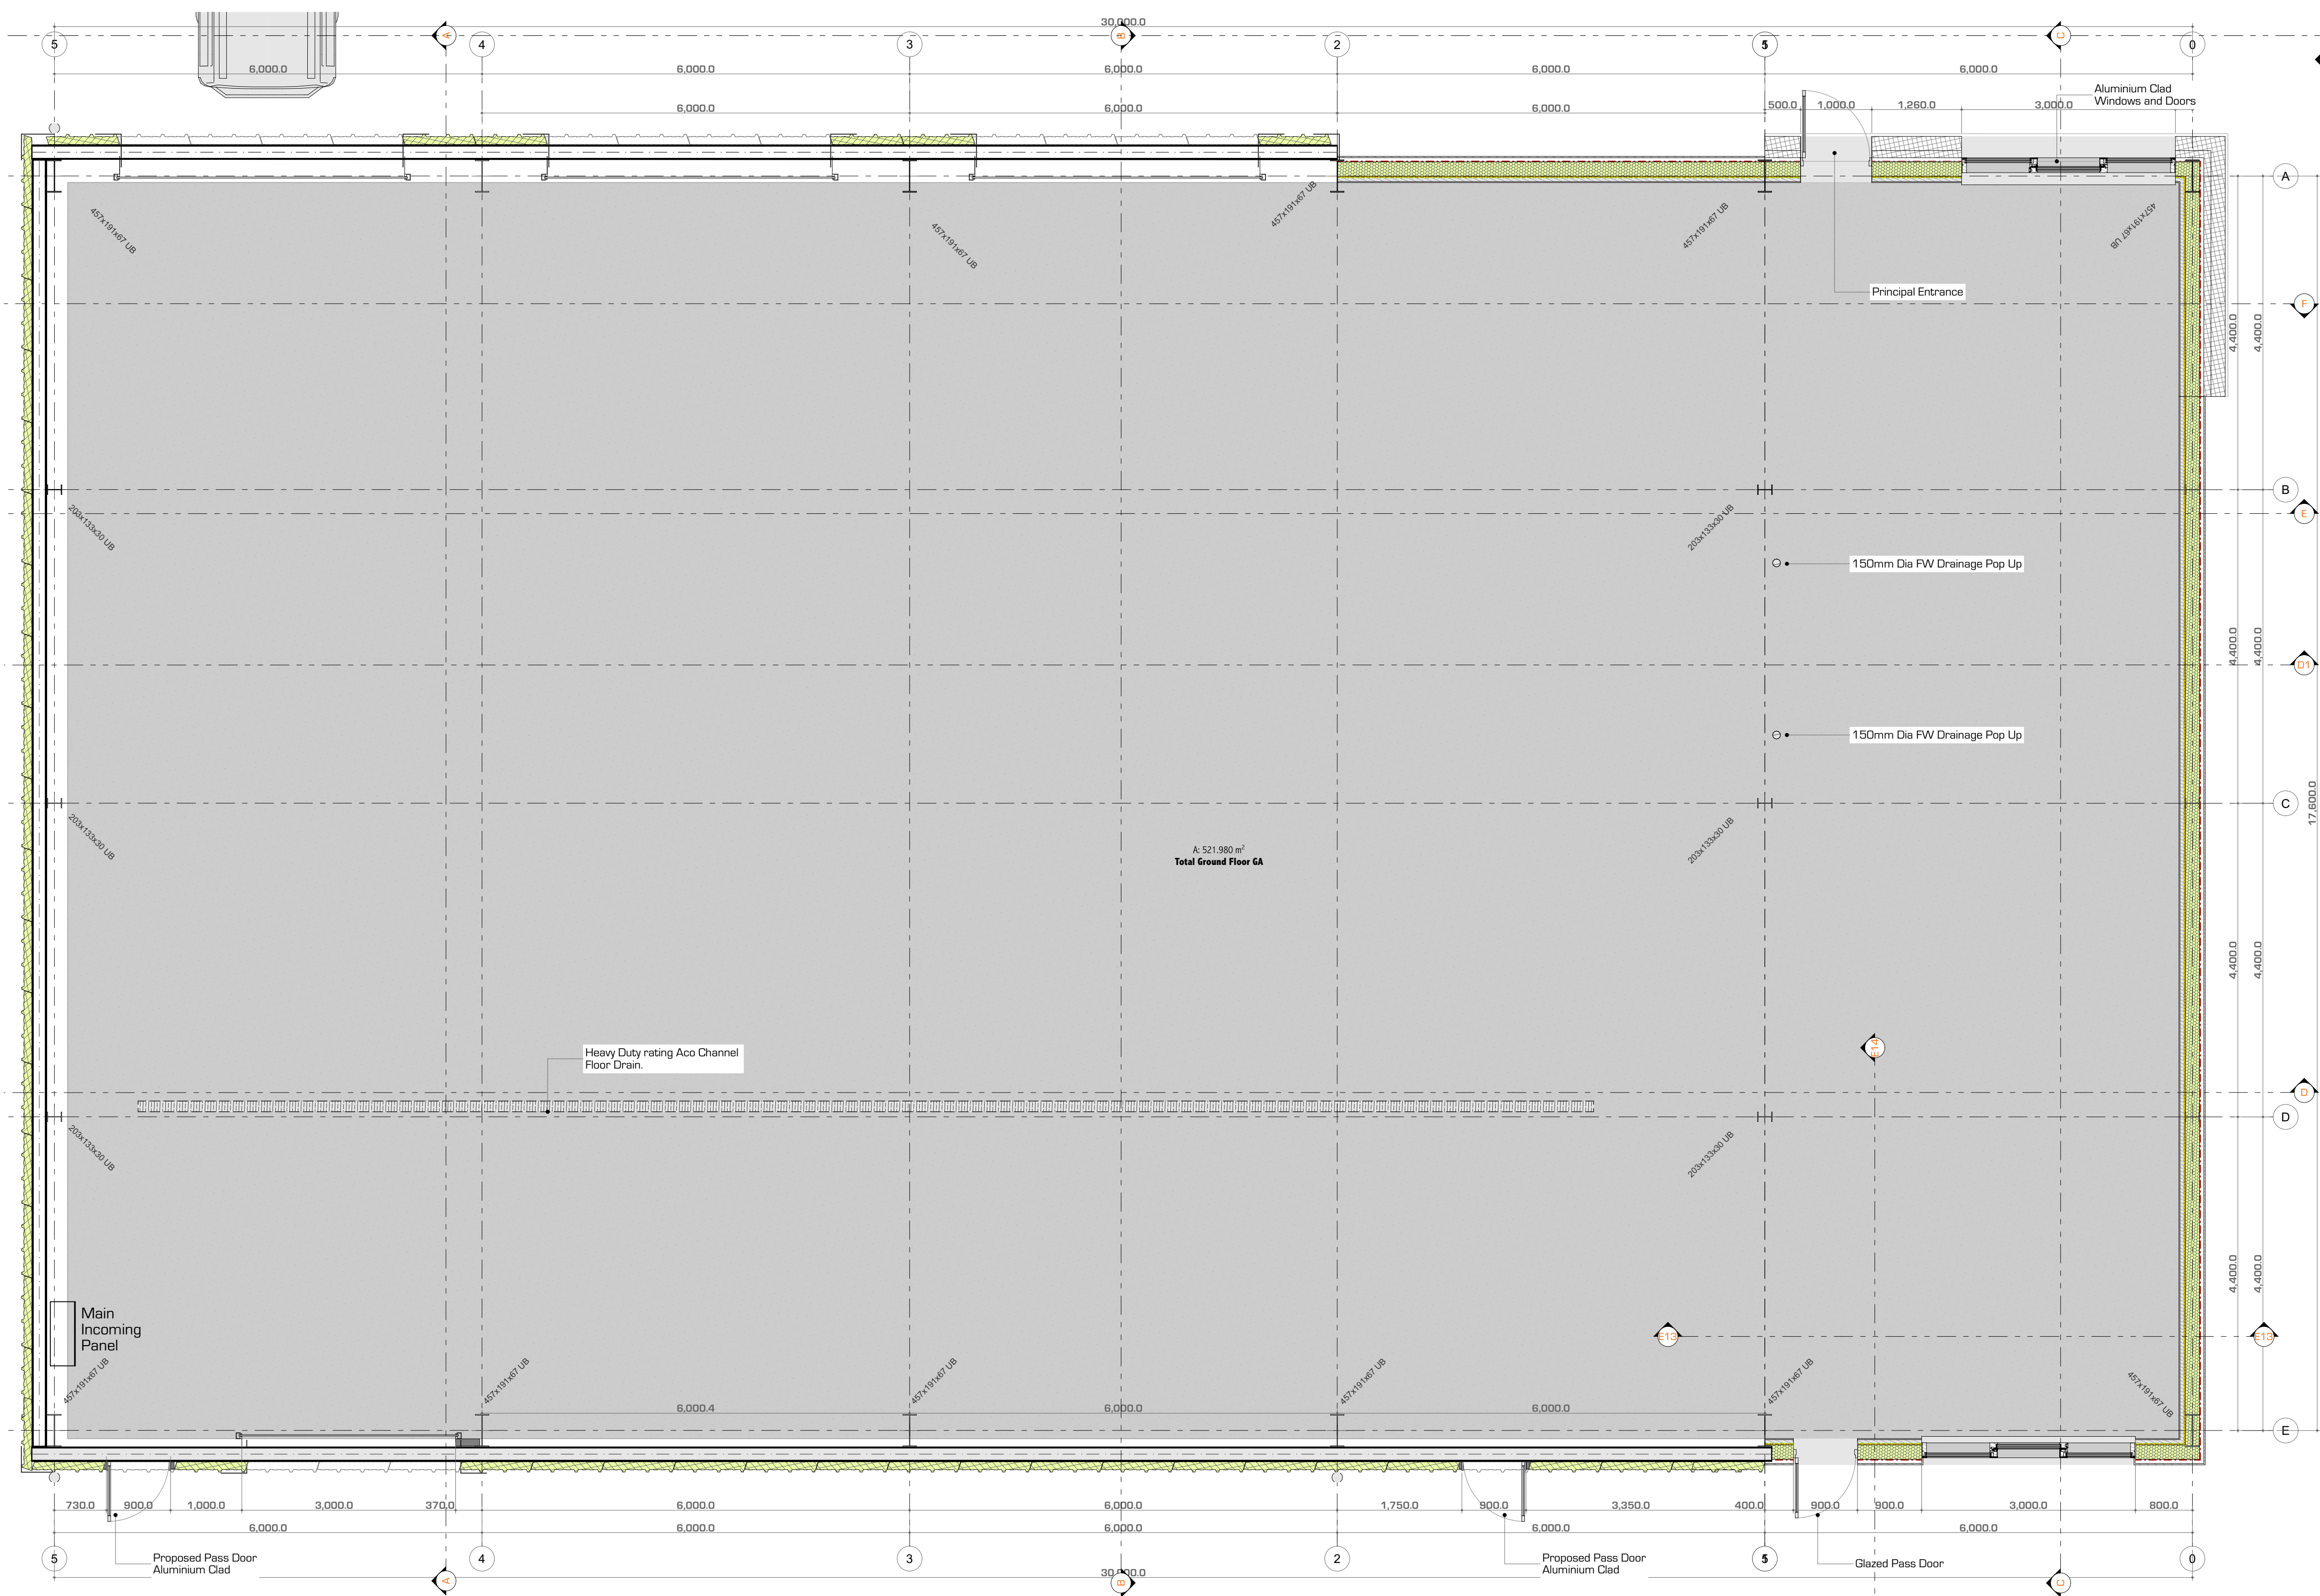 30,000.0
5
A
4
3
B
2
1
C
0
6,000.0
6,000.0
6,000.0
6,000.0
6,000.0
6,000.0
6,000.0
6,000.0
500.0
1,000.0
1,260.0
3,000.0
Aluminium Clad
Windows and Doors
A
457x191x67 UB
457x191x67 UB
457x191x67 UB
457x191x67 UB
457x191x67 UB
Principal Entrance
F
4,400.0
4,400.0
B
203x133x30 UB
203x133x30 UB
E
150mm Dia FW Drainage Pop Up
4,400.0
4,400.0
D1
150mm Dia FW Drainage Pop Up
C
17,600.0
203x133x30 UB
203x133x30 UB
A: 521.980 m²
Total Ground Floor GA
4,400.0
4,400.0
E14
Heavy Duty rating Aco Channel
Floor Drain.
D
D
203x133x30 UB
203x133x30 UB
4,400.0
4,400.0
Main
Incoming
Panel
E13
E13
457x191x67 UB
457x191x67 UB
457x191x67 UB
457x191x67 UB
457x191x67 UB
457x191x67 UB
6,000.4
6,000.0
6,000.0
E
730.0
900.0
1,000.0
3,000.0
370.0
6,000.0
6,000.0
1,750.0
900.0
3,350.0
400.0
900.0
900.0
3,000.0
800.0
6,000.0
6,000.0
6,000.0
6,000.0
6,000.0
5
4
3
2
0
Proposed Pass Door
Aluminium Clad
Proposed Pass Door
Aluminium Clad
Glazed Pass Door
A
30,000.0
B
C